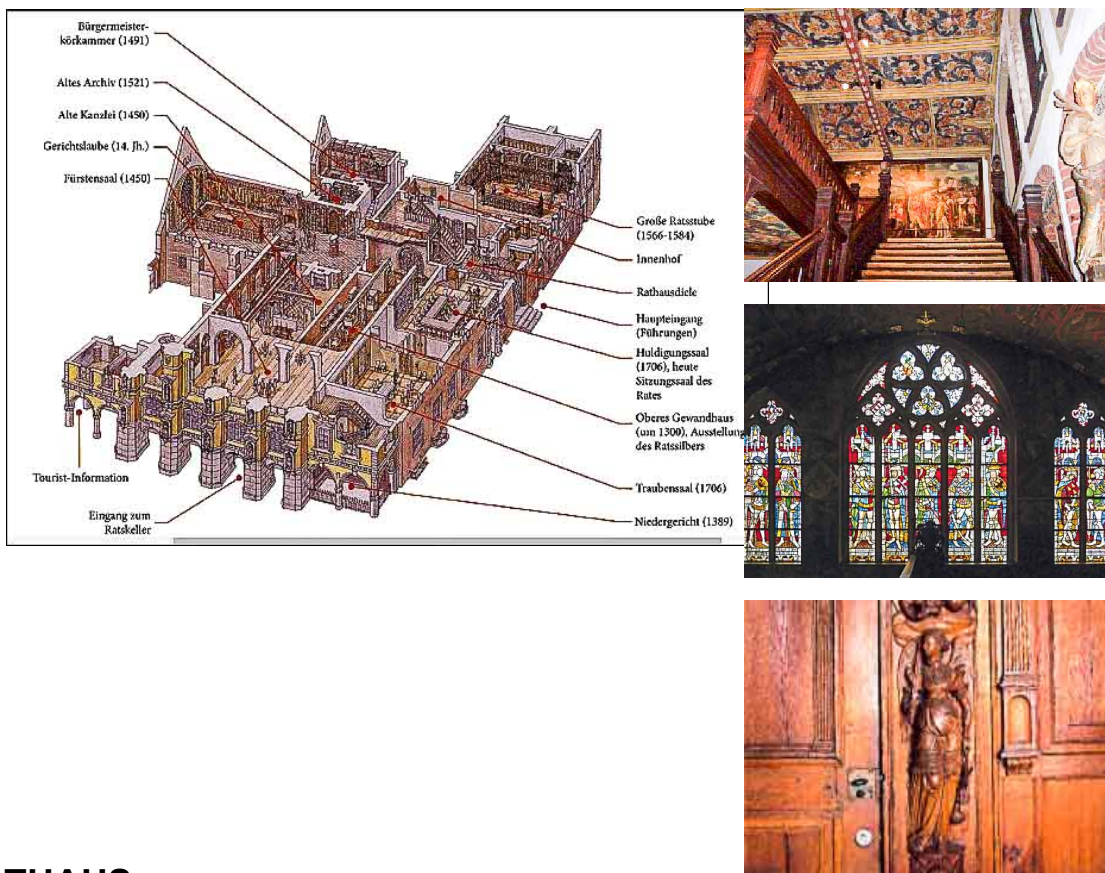 Bürgermeister-
körkammer (1491)
Altes Archiv (1521)
Alte Kanzlei (1450)
Gerichtslaube (14. Jh.)
Fürstensaal (1450)
Große Ratsstube
(1566-1584)
Innenhof
Rathausdiele
Haupteingang
(Führungen)
Huldigungssaal
(1706), heute
Sitzungssaal des
Rates
Oberes Gewandhaus
(um 1300), Ausstellung
des Ratssilbers
Traubensaal (1706)
Niedergericht (1389)
Tourist-Information
Eingang zum
Ratskeller